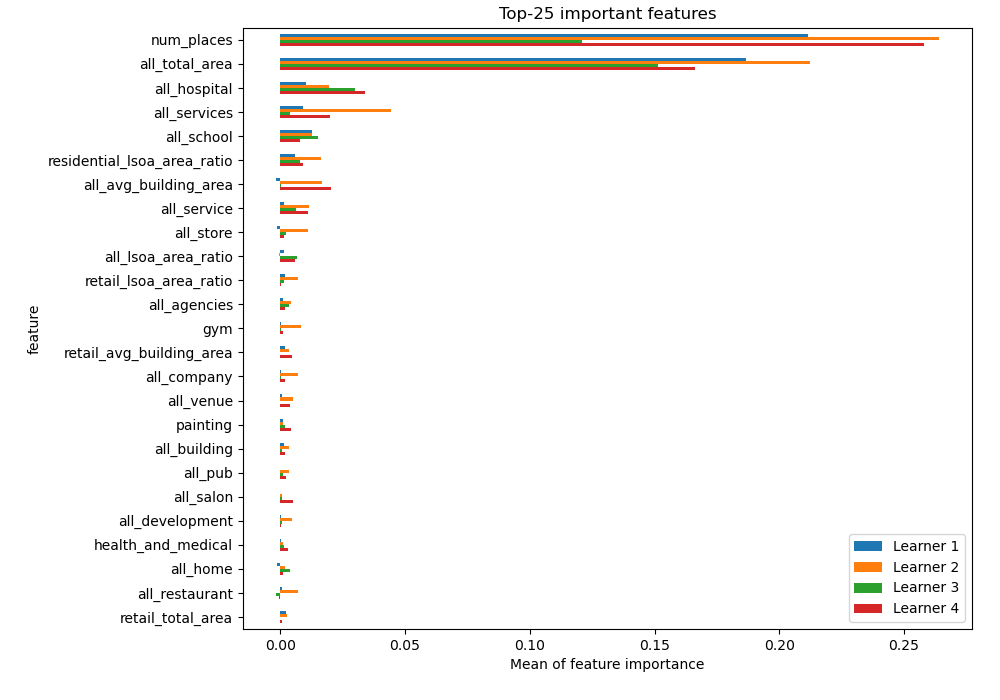 Top-25 important features
num_places
all_total_area
all_hospital
all_services
all_school
residential_lsoa_area_ratio
all_avg_building_area
all_service
all_store
all_lsoa_area_ratio
retail_lsoa_area_ratio
all_agencies
gym
retail_avg_building_area
all_company
all_venue
painting
all_building
all_pub
all_salon
all_development
health_and_medical
all_home
all_restaurant
retail_total_area
feature
Learner 1
Learner 2
Learner 3
Learner 4
0.00 0.05 0.10 0.15 0.20 0.25
Mean of feature importance